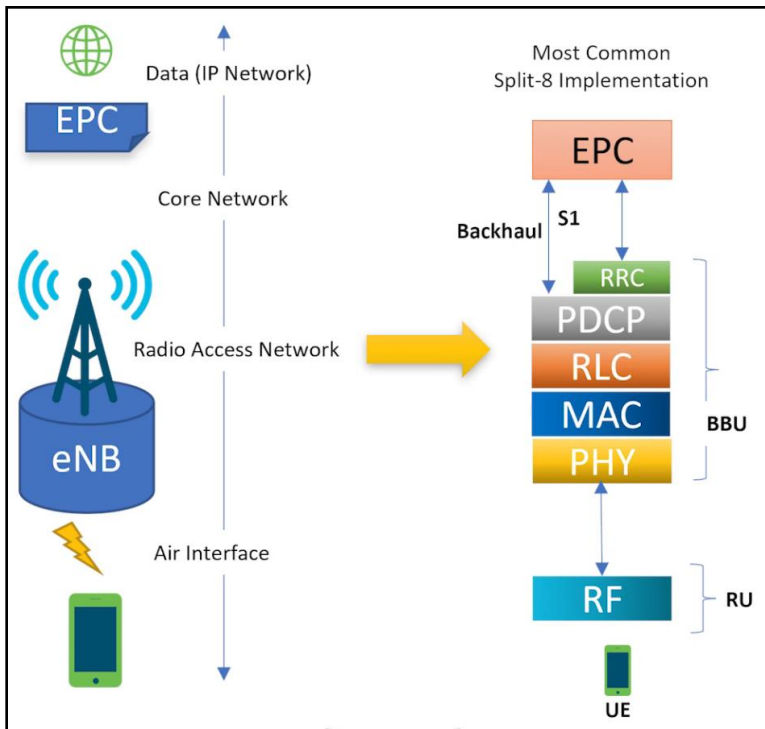 Data (IP Network)
EPC
Core Network
Radio Access Network
eNB
Air Interface
Most Common
Split-8 Implementation
EPC
S1
Backhaul
RRC
PDCP
RLC
MAC
BBU
PHY
RF
RU
UE